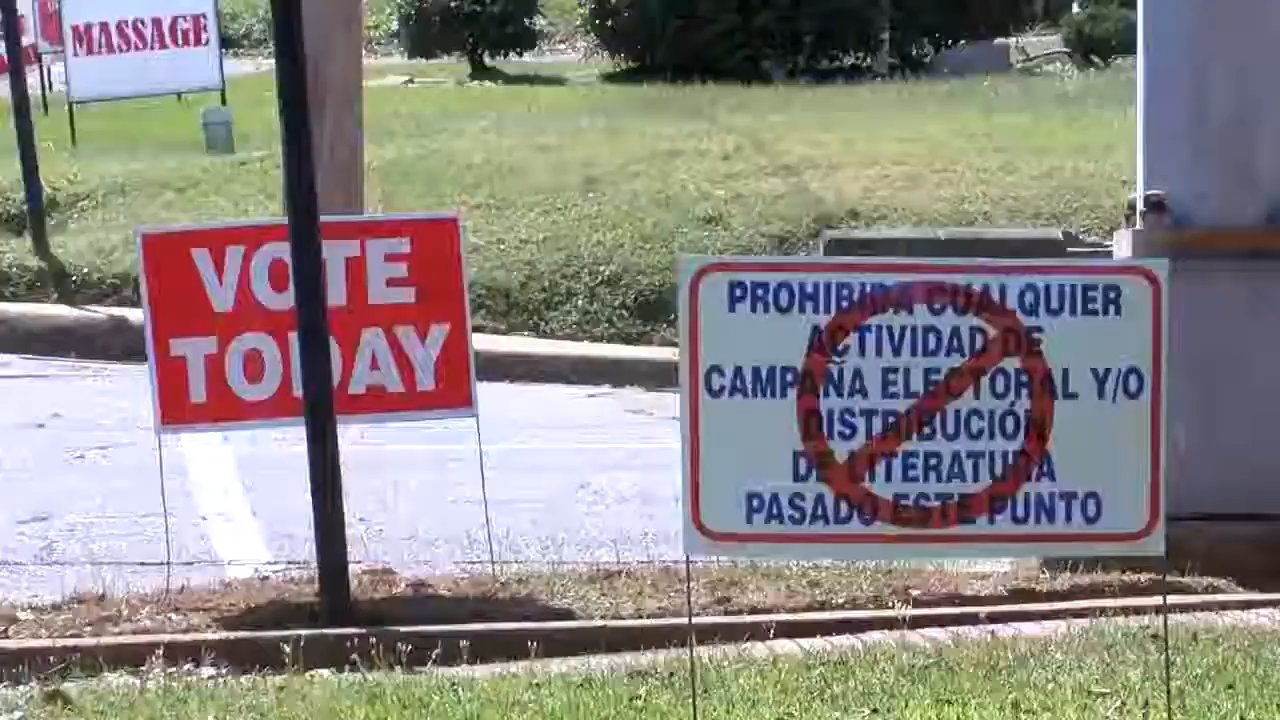 MASSAGE
VOTE
TODAY
PROHIBIDA CUALQUIER
ACTIVIDAD DE
CAMPAÑA ELECTORAL Y/O
DISTRIBUCIÓN
DE LITERATURA
PASADO ESTE PUNTO